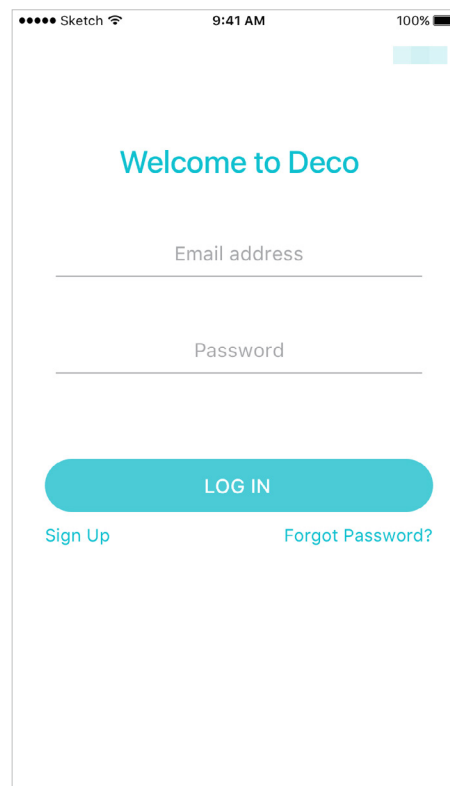 ●●●●● Sketch 9:41 AM 100%
Welcome to Deco
Email address
Password
LOG IN
Sign Up Forgot Password?